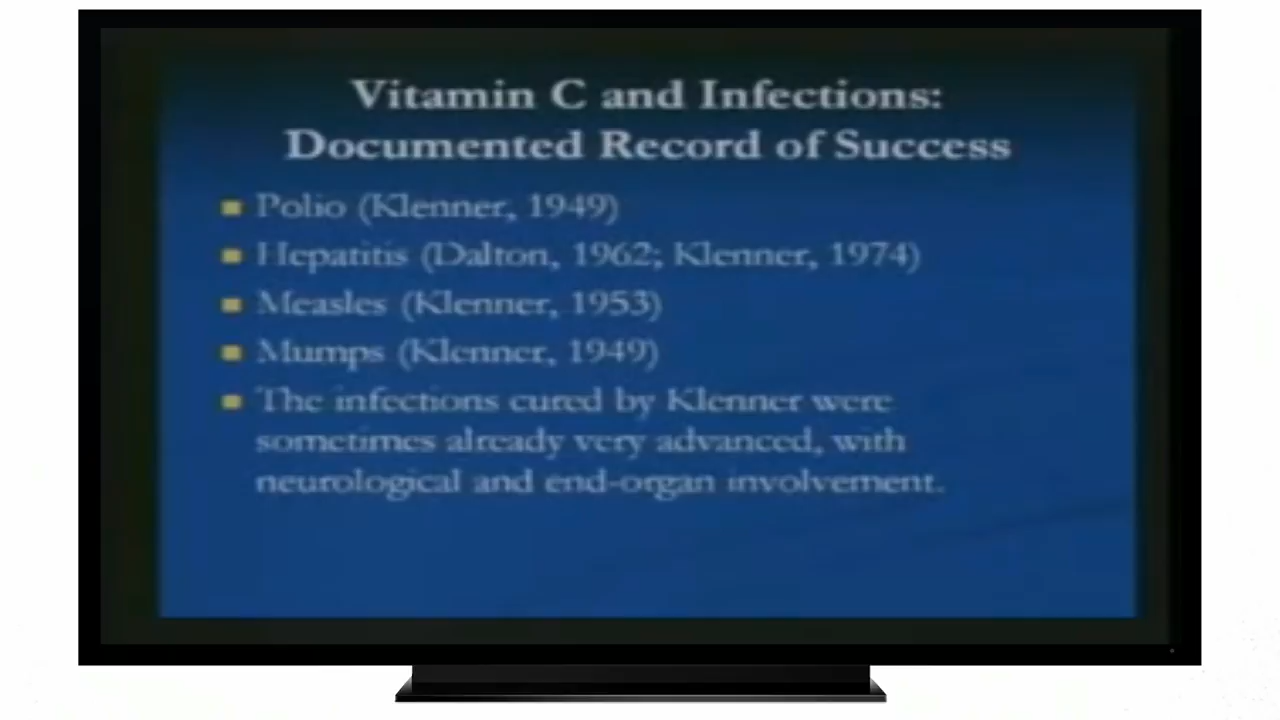 Vitamin C and Infections:
Documented Record of Success
Polio (Klenner, 1949)
Hepatitis (Dalton, 1962; Klenner, 1974)
Measles (Klenner, 1953)
Mumps (Klenner, 1949)
The infections cured by Klenner were
sometimes already very advanced, with
neurological and end-organ involvement.